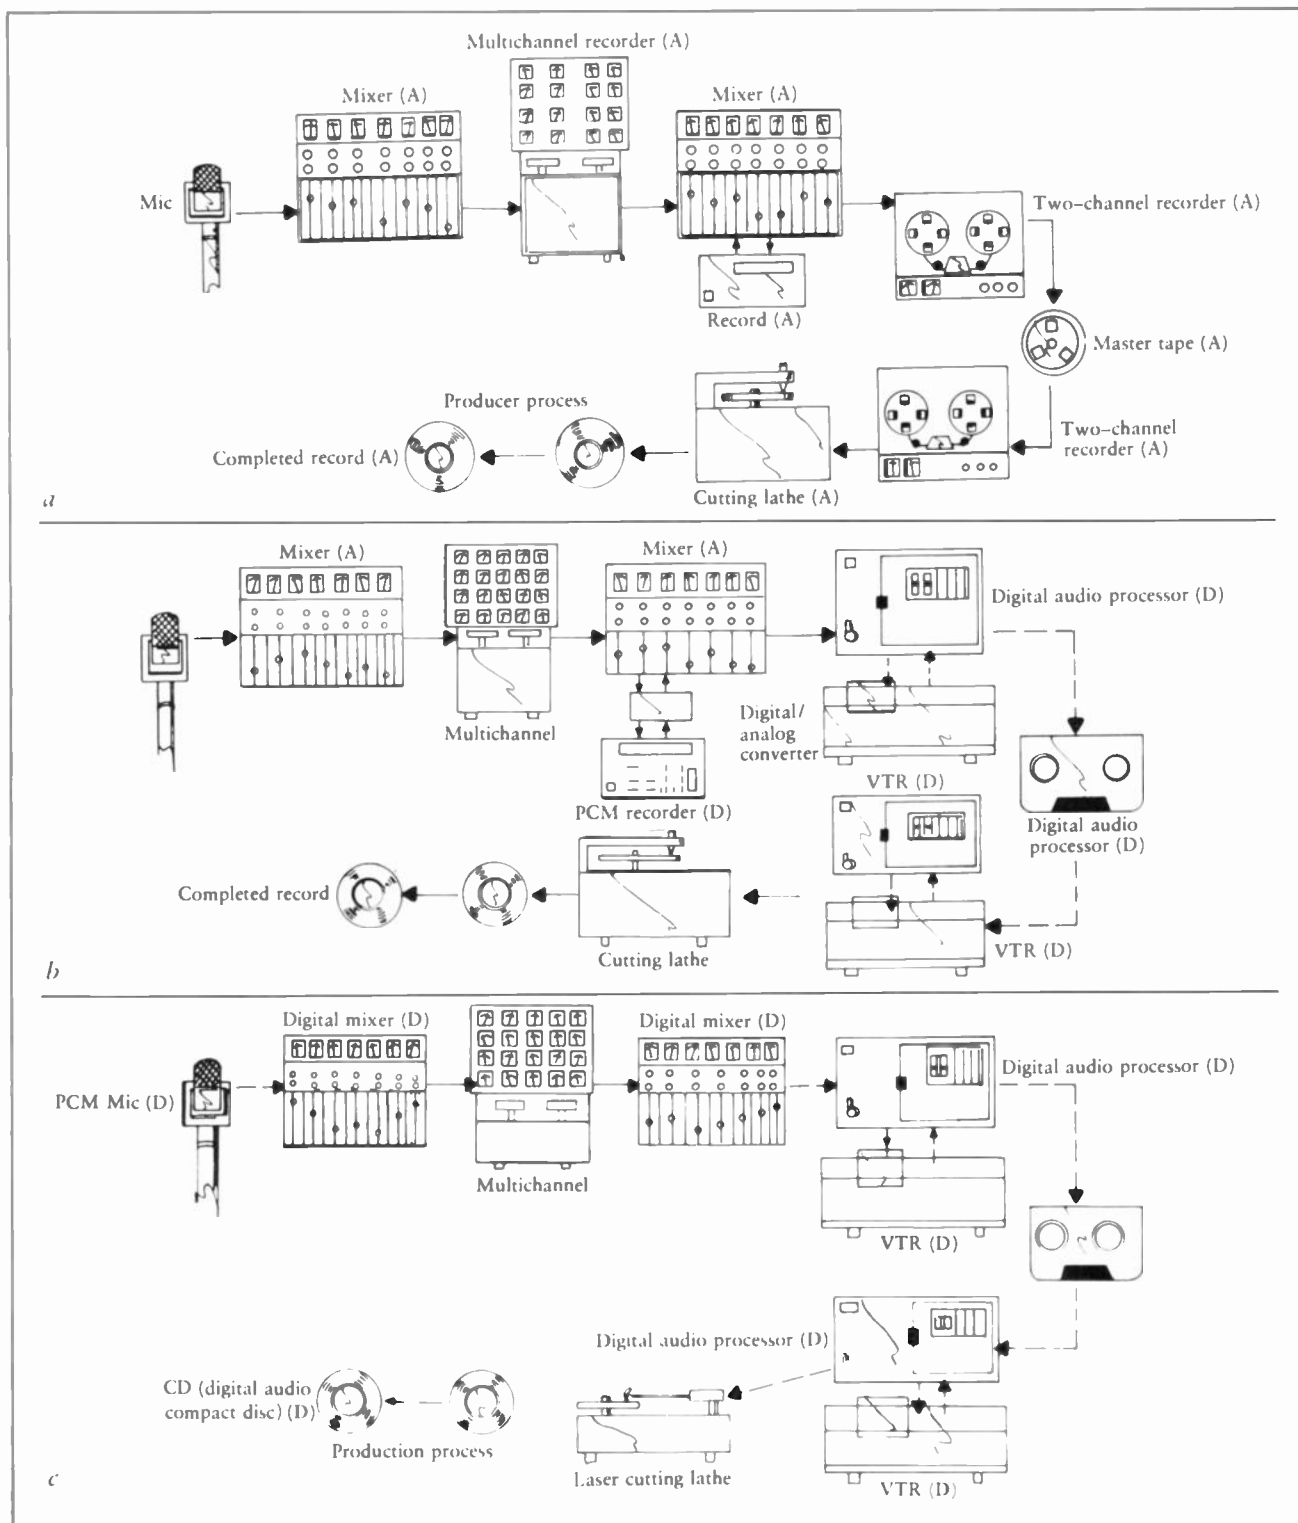 Multichannel recorder (A)
Mixer (A)
Mixer (A)
Mic
Two-channel recorder (A)
Record (A)
Master tape (A)
Producer process
Two-channel
recorder (A)
Completed record (A)
Cutting lathe (A)
a
Mixer (A)
Mixer (A)
Digital audio processor (D)
Multichannel
Digital/
analog
converter
VTR (D)
PCM recorder (D)
Digital audio
processor (D)
Completed record
VTR (D)
Cutting lathe
b
Digital mixer (D)
Digital mixer (D)
Digital audio processor (D)
PCM Mic (D)
Multichannel
VTR (D)
Digital audio processor (D)
CD (digital audio
compact disc) (D)
Production process
Laser cutting lathe
VTR (D)
c